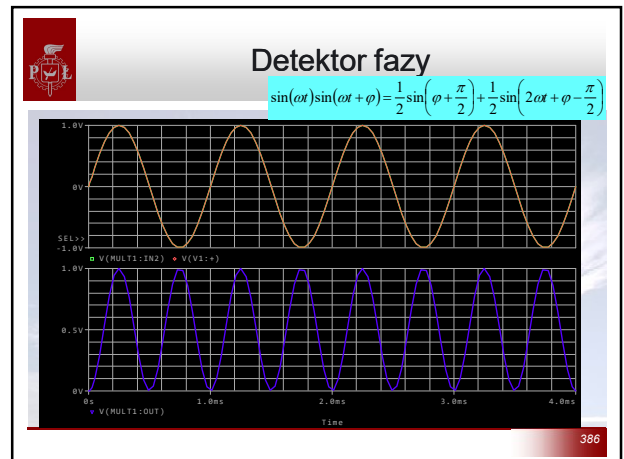 P Ł
Detektor fazy
sin(ωt)sin(ωt + φ) = 1/2 sin(φ + π/2) + 1/2 sin(2ωt + φ − π/2)
1.0V
0V
SEL>>
-1.0V
V(MULT1:IN2) V(V1:+)
1.0V
0.5V
0V
0s 1.0ms 2.0ms 3.0ms 4.0ms
V(MULT1:OUT)
Time
386